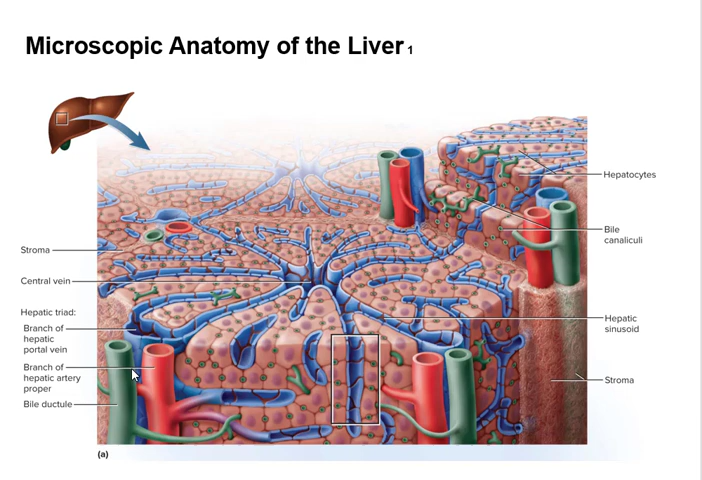 Microscopic Anatomy of the Liver 1
Hepatocytes
Bile
canaliculi
Stroma
Central vein
Hepatic triad:
Branch of
hepatic
portal vein
Branch of
hepatic artery
proper
Bile ductule
Hepatic
sinusoid
Stroma
(a)